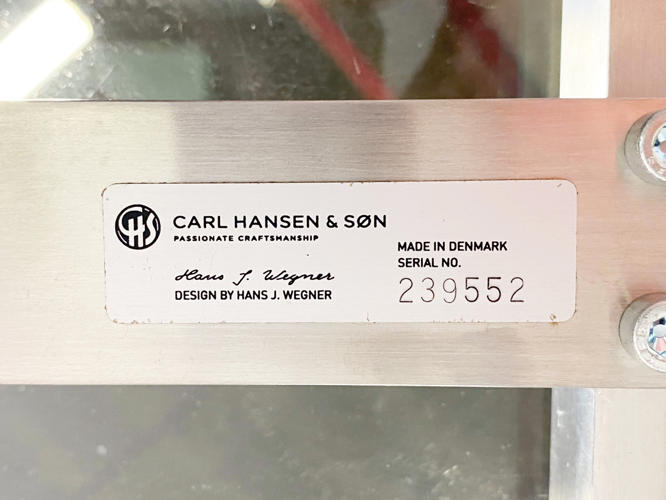 CHS
CARL HANSEN & SØN
PASSIONATE CRAFTSMANSHIP
Hans J. Wegner
DESIGN BY HANS J. WEGNER
MADE IN DENMARK
SERIAL NO.
239552